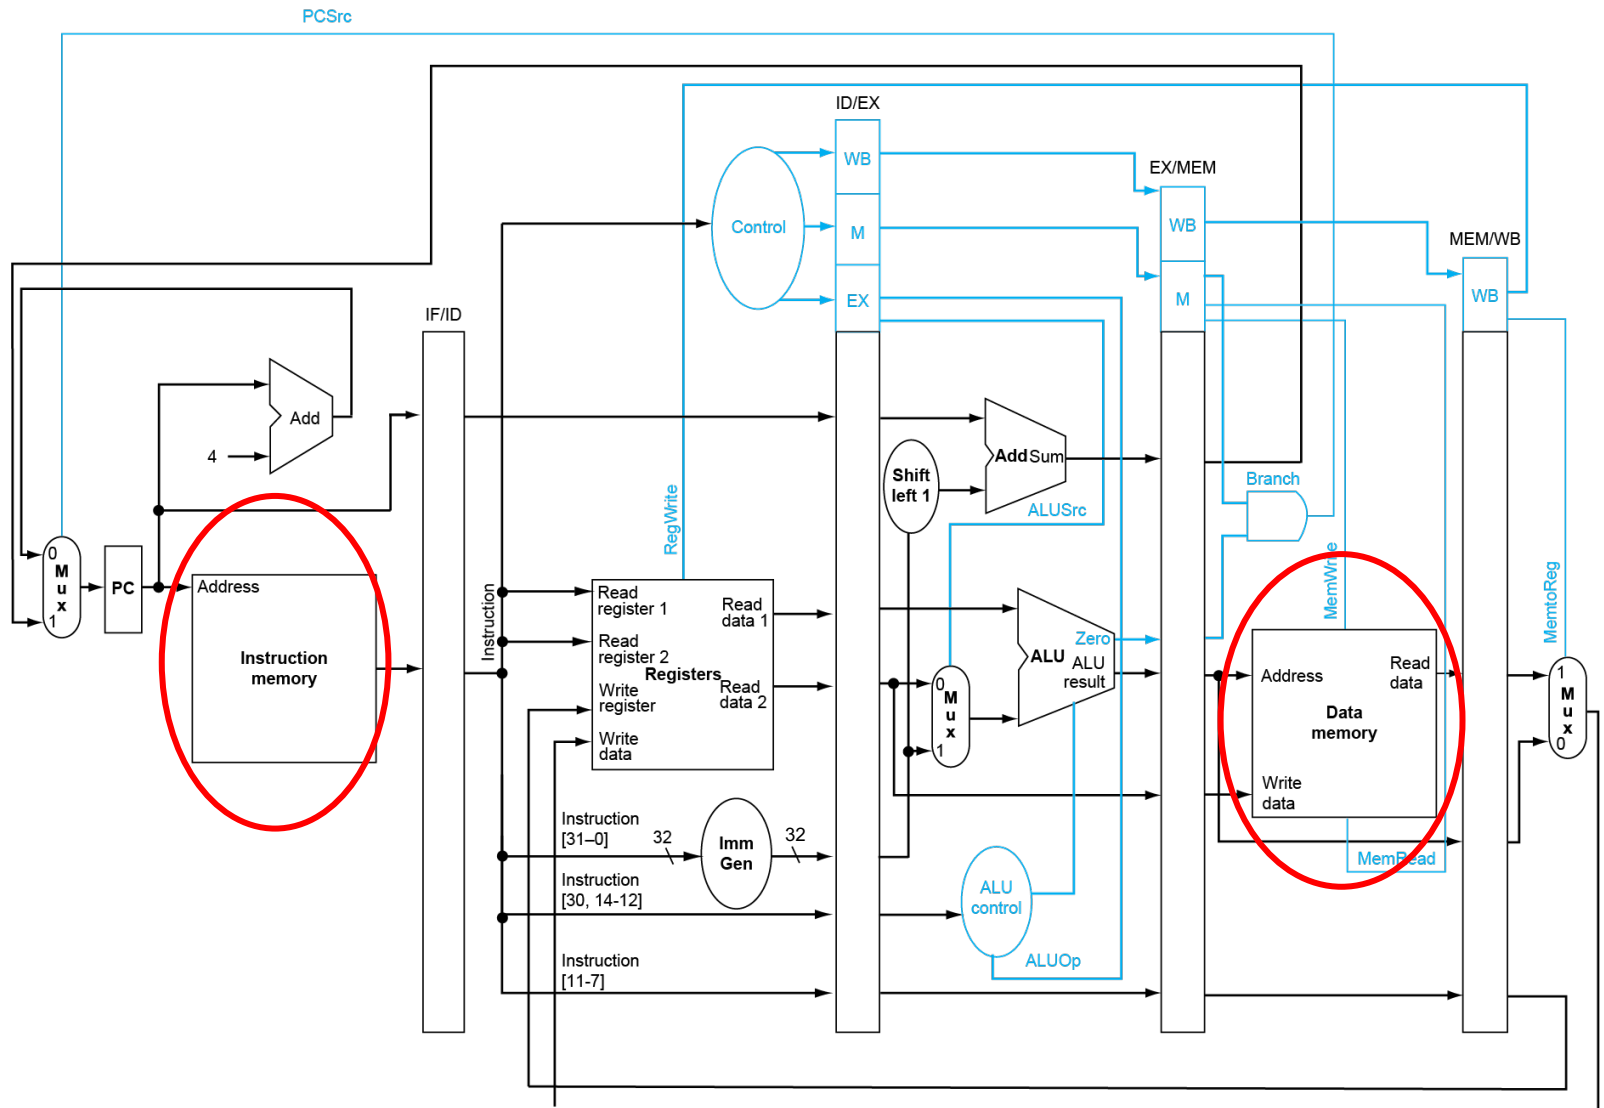 PCSrc
ID/EX
WB
EX/MEM
Control
M
WB
MEM/WB
EX
M
WB
IF/ID
Add
4
Add Sum
Shift
left 1
Branch
ALUSrc
RegWrite
MemWrite
MemtoReg
0
M
u
x
1
PC
Address
Instruction
memory
Instruction
Read
register 1
Read
data 1
Read
register 2
Registers
Write
register
Read
data 2
Write
data
0
M
u
x
1
Zero
ALU
ALU
result
Address
Read
data
Data
memory
Write
data
MemRead
1
M
u
x
0
Instruction
[31–0]
32
Imm
Gen
32
Instruction
[30, 14-12]
ALU
control
Instruction
[11-7]
ALUOp